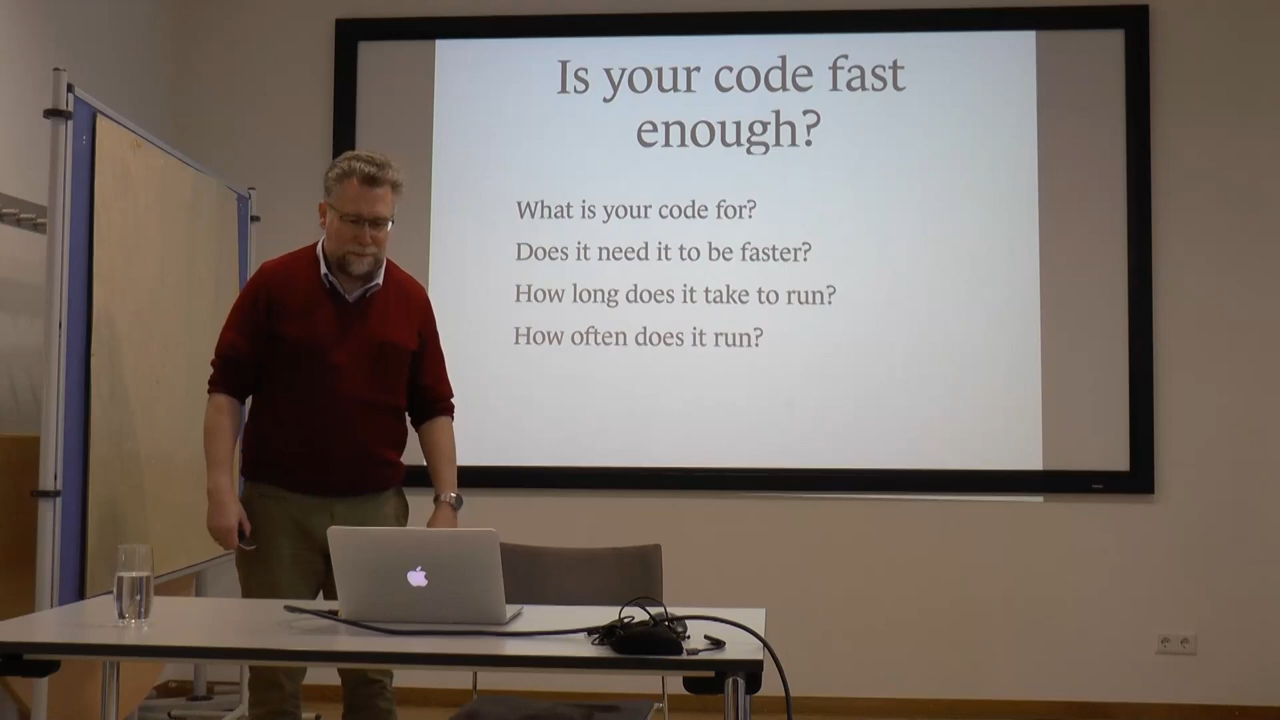 Is your code fast
enough?
What is your code for?
Does it need it to be faster?
How long does it take to run?
How often does it run?